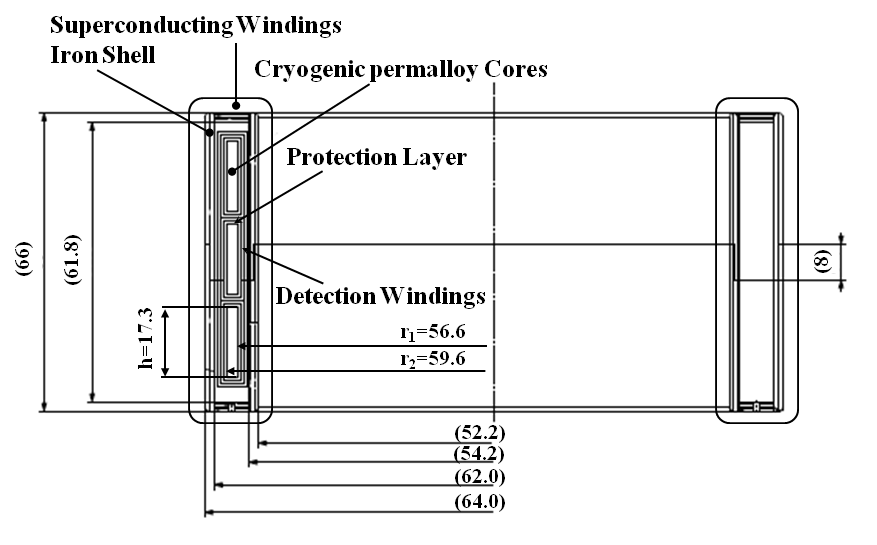 Superconducting Windings
Iron Shell
Cryogenic permalloy Cores
Protection Layer
(66)
(61.8)
(8)
Detection Windings
h=17.3
r₁=56.6
r₂=59.6
(52.2)
(54.2)
(62.0)
(64.0)